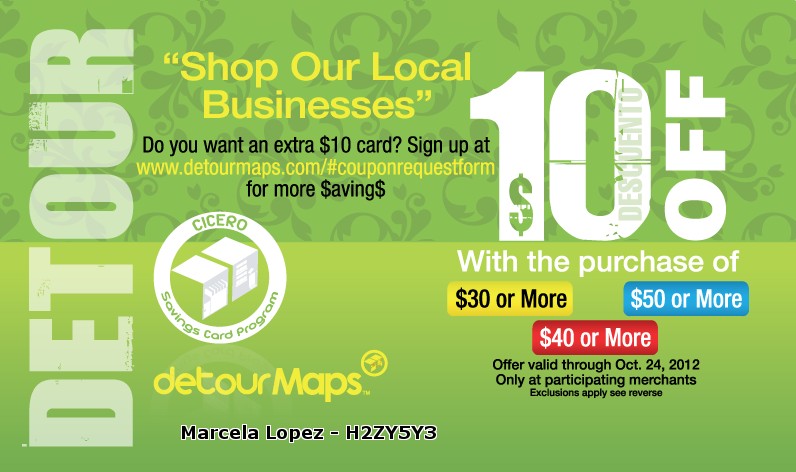 DETOUR
“Shop Our Local
Businesses”
Do you want an extra $10 card? Sign up at
www.detourmaps.com/#couponrequestform
for more $aving$
$10 OFF
DESCUENTO
With the purchase of
$30 or More
$50 or More
$40 or More
Offer valid through Oct. 24, 2012
Only at participating merchants
Exclusions apply see reverse
CICERO
Savings Card Program
detourMaps™
Marcela Lopez - H2ZY5Y3